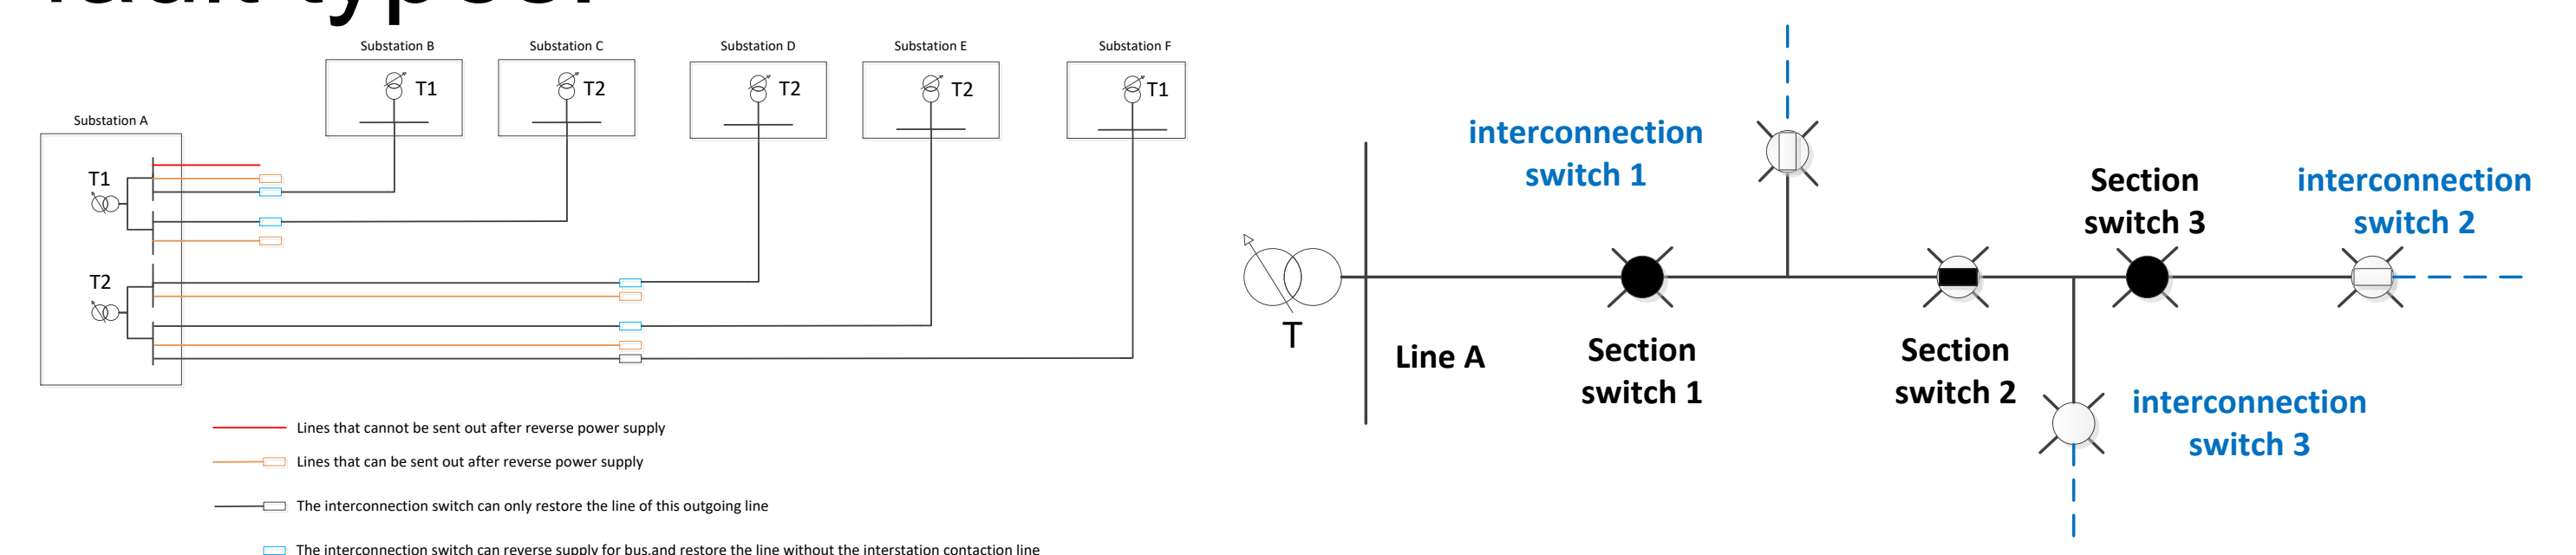 fault types.
Substation B
Substation C
Substation D
Substation E
Substation F
T1
T2
T2
T2
T1
Substation A
T1
T2
Lines that cannot be sent out after reverse power supply
Lines that can be sent out after reverse power supply
The interconnection switch can only restore the line of this outgoing line
The interconnection switch can reverse supply for bus,and restore the line without the interstation contaction line
interconnection
switch 1
Section
switch 3
interconnection
switch 2
T
Line A
Section
switch 1
Section
switch 2
interconnection
switch 3